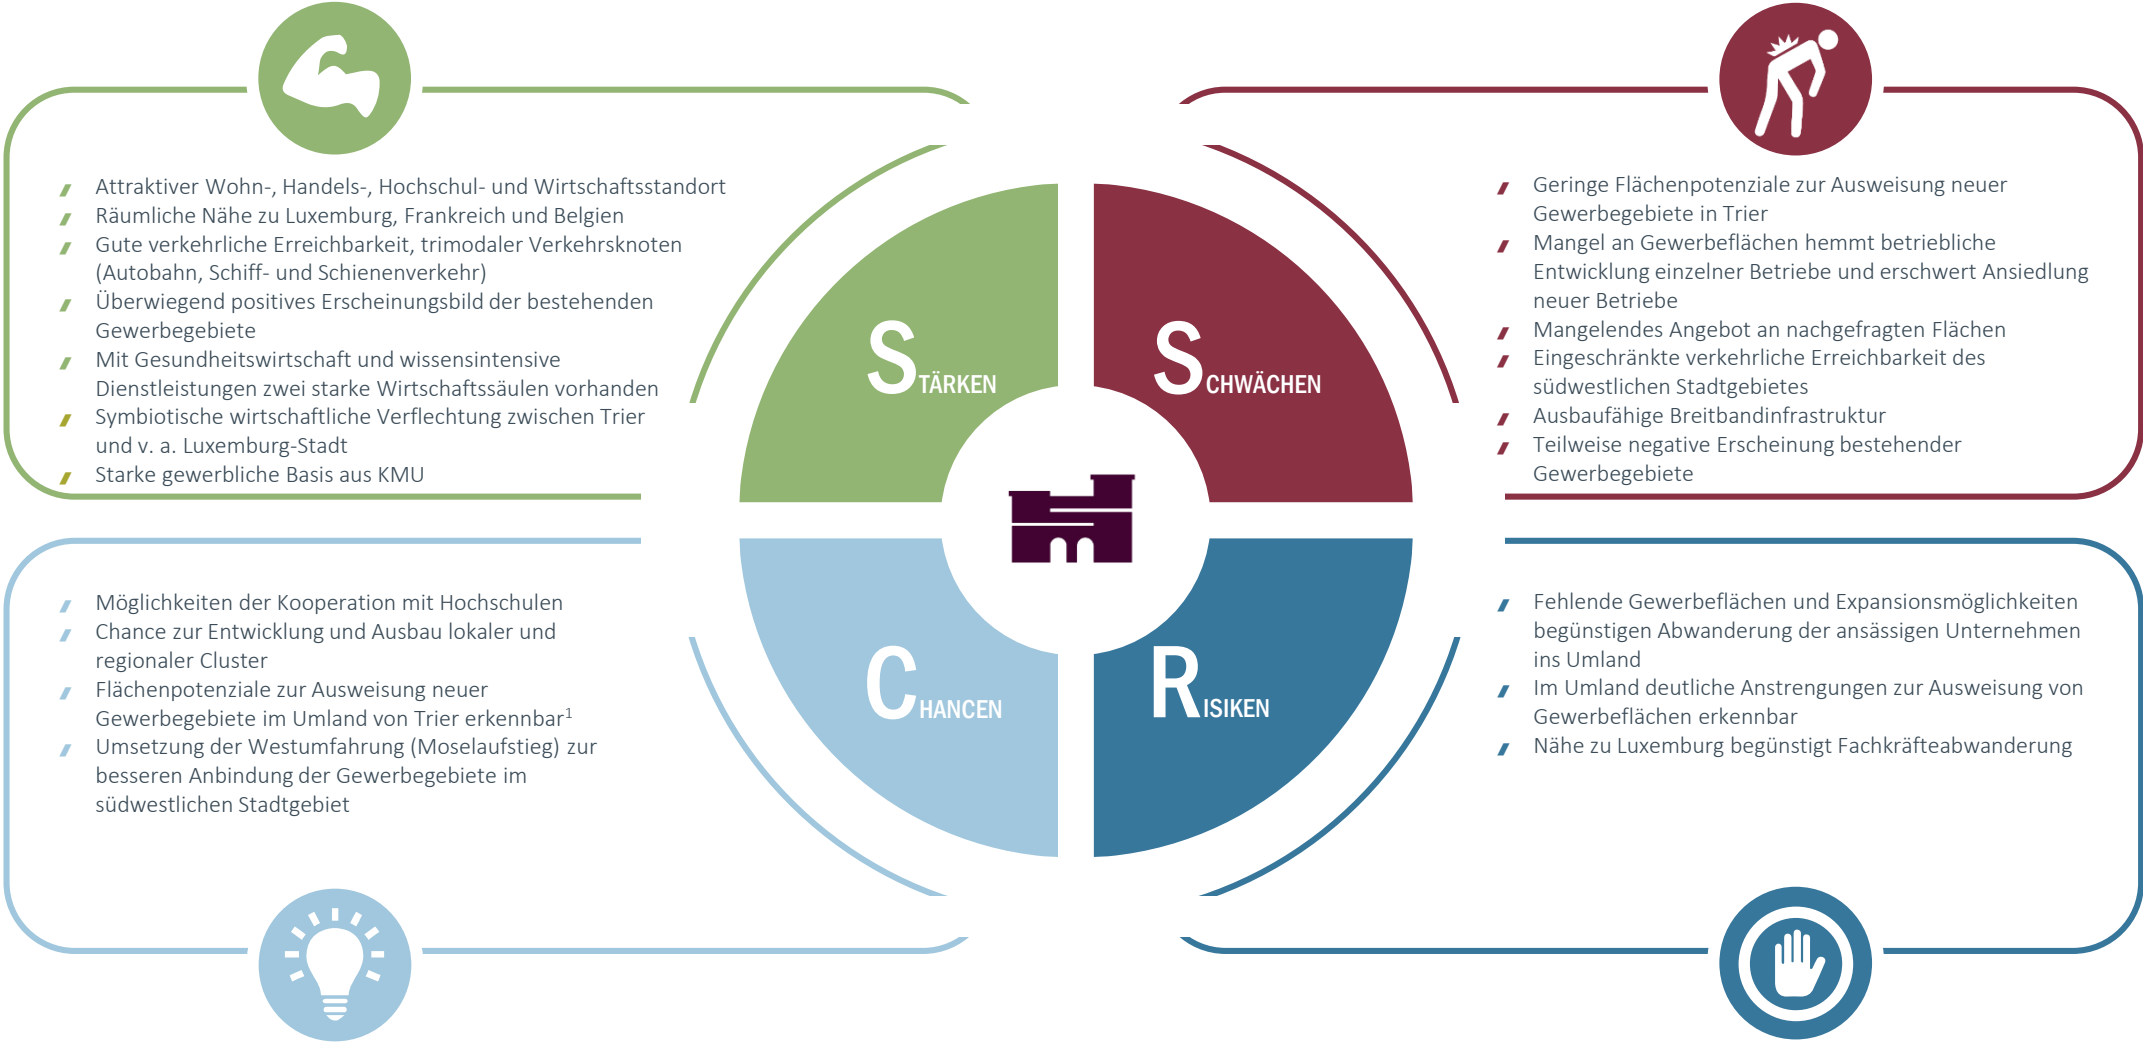 Attraktiver Wohn-, Handels-, Hochschul- und Wirtschaftsstandort
Räumliche Nähe zu Luxemburg, Frankreich und Belgien
Gute verkehrliche Erreichbarkeit, trimodaler Verkehrsknoten
(Autobahn, Schiff- und Schienenverkehr)
Überwiegend positives Erscheinungsbild der bestehenden
Gewerbegebiete
Mit Gesundheitswirtschaft und wissensintensive
Dienstleistungen zwei starke Wirtschaftssäulen vorhanden
Symbiotische wirtschaftliche Verflechtung zwischen Trier
und v. a. Luxemburg-Stadt
Starke gewerbliche Basis aus KMU
STÄRKEN
SCHWÄCHEN
Geringe Flächenpotenziale zur Ausweisung neuer
Gewerbegebiete in Trier
Mangel an Gewerbeflächen hemmt betriebliche
Entwicklung einzelner Betriebe und erschwert Ansiedlung
neuer Betriebe
Mangelendes Angebot an nachgefragten Flächen
Eingeschränkte verkehrliche Erreichbarkeit des
südwestlichen Stadtgebietes
Ausbaufähige Breitbandinfrastruktur
Teilweise negative Erscheinung bestehender
Gewerbegebiete
Möglichkeiten der Kooperation mit Hochschulen
Chance zur Entwicklung und Ausbau lokaler und
regionaler Cluster
Flächenpotenziale zur Ausweisung neuer
Gewerbegebiete im Umland von Trier erkennbar¹
Umsetzung der Westumfahrung (Moselaufstieg) zur
besseren Anbindung der Gewerbegebiete im
südwestlichen Stadtgebiet
CHANCEN
RISIKEN
Fehlende Gewerbeflächen und Expansionsmöglichkeiten
begünstigen Abwanderung der ansässigen Unternehmen
ins Umland
Im Umland deutliche Anstrengungen zur Ausweisung von
Gewerbeflächen erkennbar
Nähe zu Luxemburg begünstigt Fachkräfteabwanderung